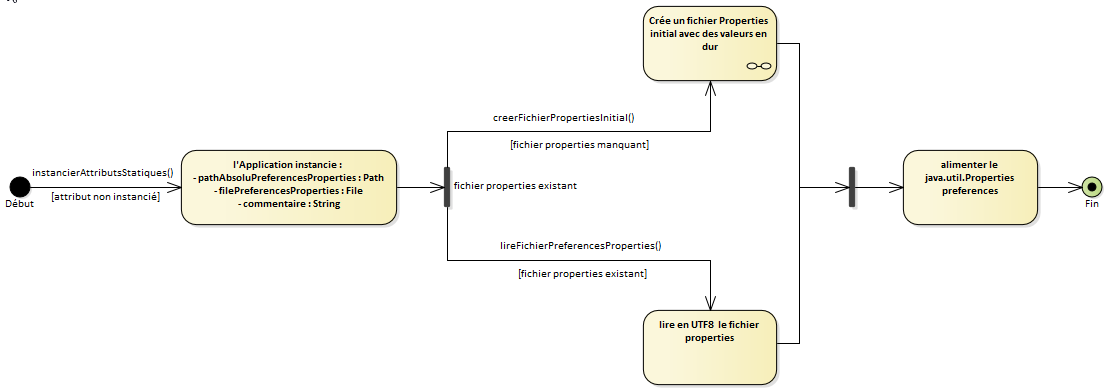 Début
instancierAttributsStatiques()
[attribut non instancié]
l'Application instancie :
- pathAbsoluPreferencesProperties : Path
- filePreferencesProperties : File
- commentaire : String
fichier properties existant
creerFichierPropertiesInitial()
[fichier properties manquant]
Crée un fichier Properties
initial avec des valeurs en
dur
lireFichierPreferencesProperties()
[fichier properties existant]
lire en UTF8 le fichier
properties
alimenter le
java.util.Properties
preferences
Fin